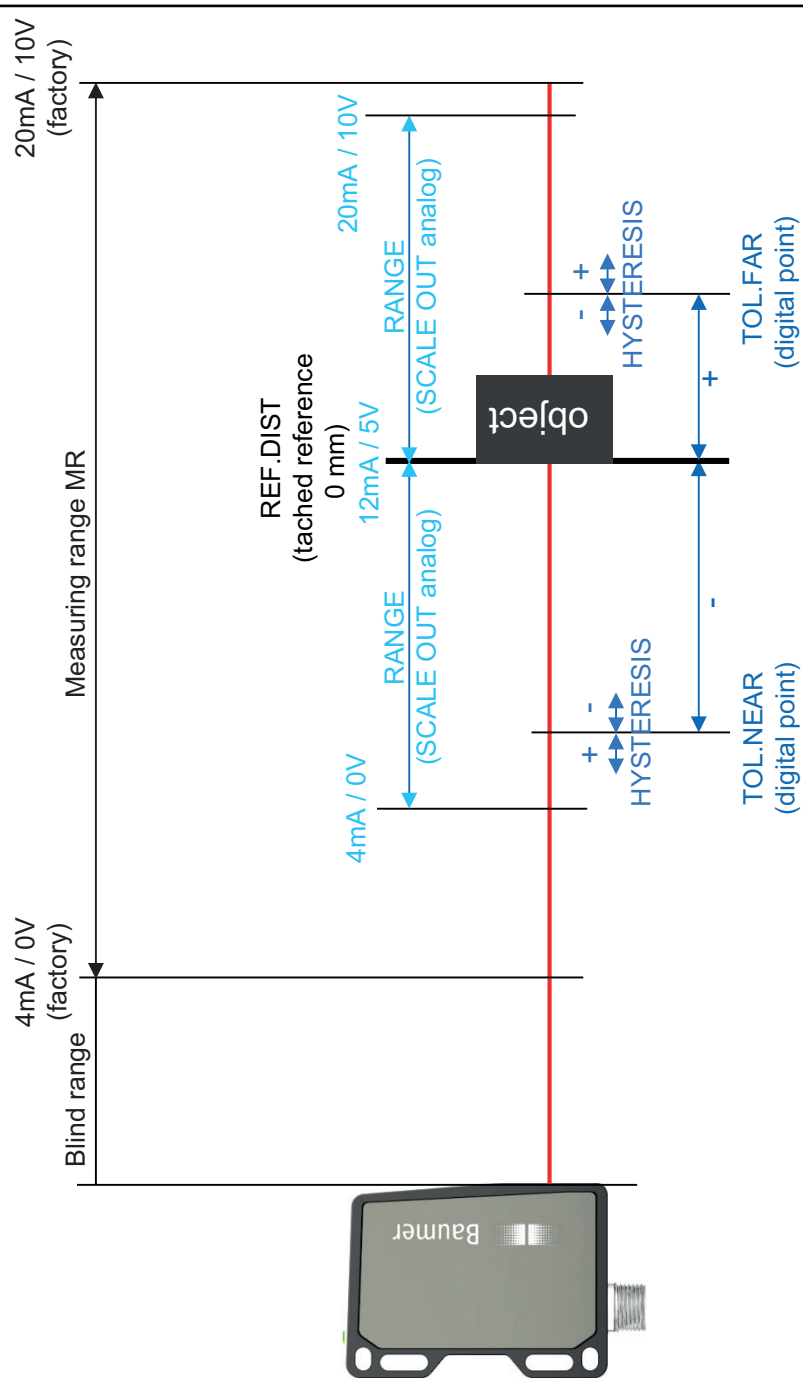 20mA / 10V
(factory)
4mA / 0V
(factory)
Measuring range MR
Blind range
REF.DIST
(tached reference
0 mm)
12mA / 5V
4mA / 0V
20mA / 10V
RANGE
(SCALE OUT analog)
RANGE
(SCALE OUT analog)
Baumer
object
+ -
HYSTERESIS
- +
HYSTERESIS
-
+
TOL.NEAR
(digital point)
TOL.FAR
(digital point)